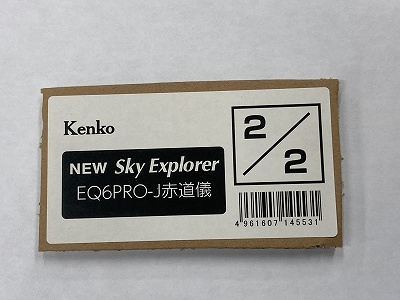 Kenko
NEW Sky Explorer
EQ6PRO-J赤道儀
2/2
4 961607 145531